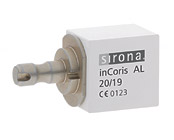 sirona.
inCoris AL
20/19
CE 0123